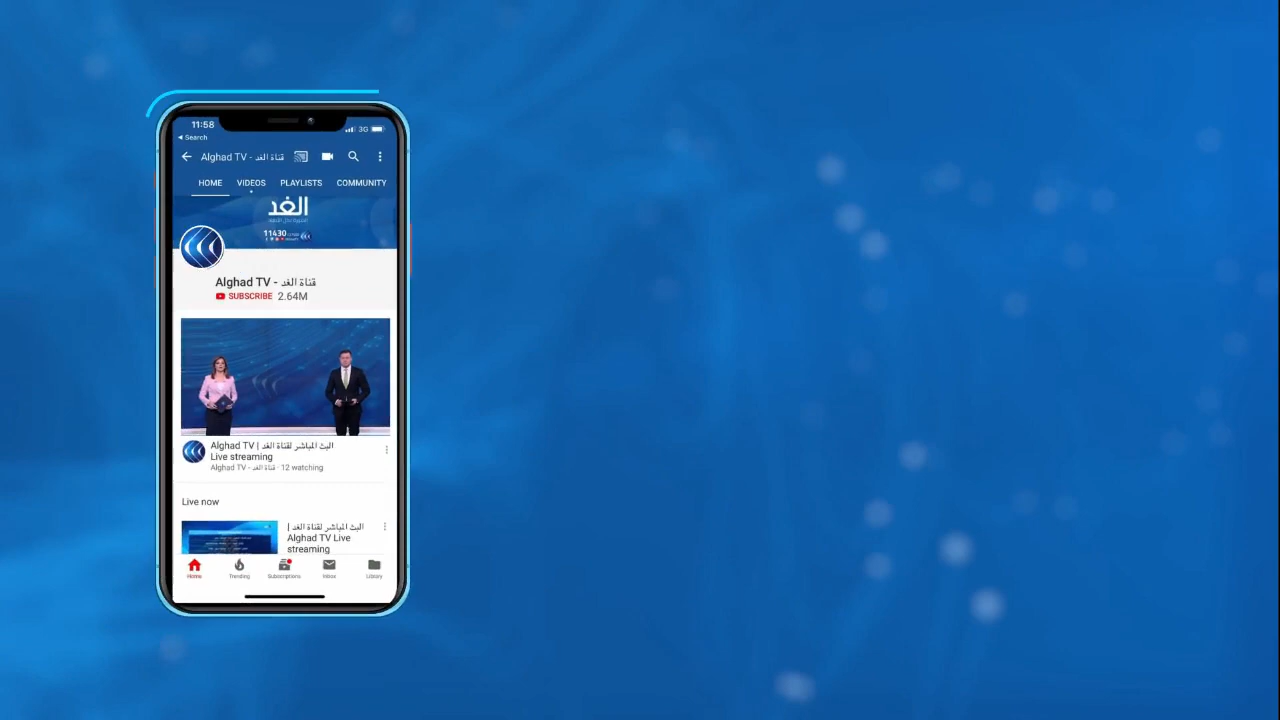 11:58
3G
Search
Alghad TV - قناة الغد
HOME VIDEOS PLAYLISTS COMMUNITY
الغد
11430
Alghad TV - قناة الغد
SUBSCRIBE 2.64M
Alghad TV | البث المباشر لقناة الغد
Live streaming
Alghad TV - قناة الغد · 12 watching
Live now
البث المباشر لقناة الغد |
Alghad TV Live
streaming
Home Trending Subscriptions Inbox Library